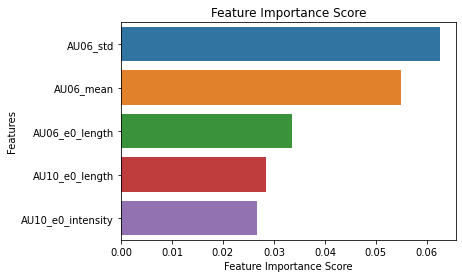 Feature Importance Score
Features
AU06_std
AU06_mean
AU06_e0_length
AU10_e0_length
AU10_e0_intensity
0.00 0.01 0.02 0.03 0.04 0.05 0.06
Feature Importance Score